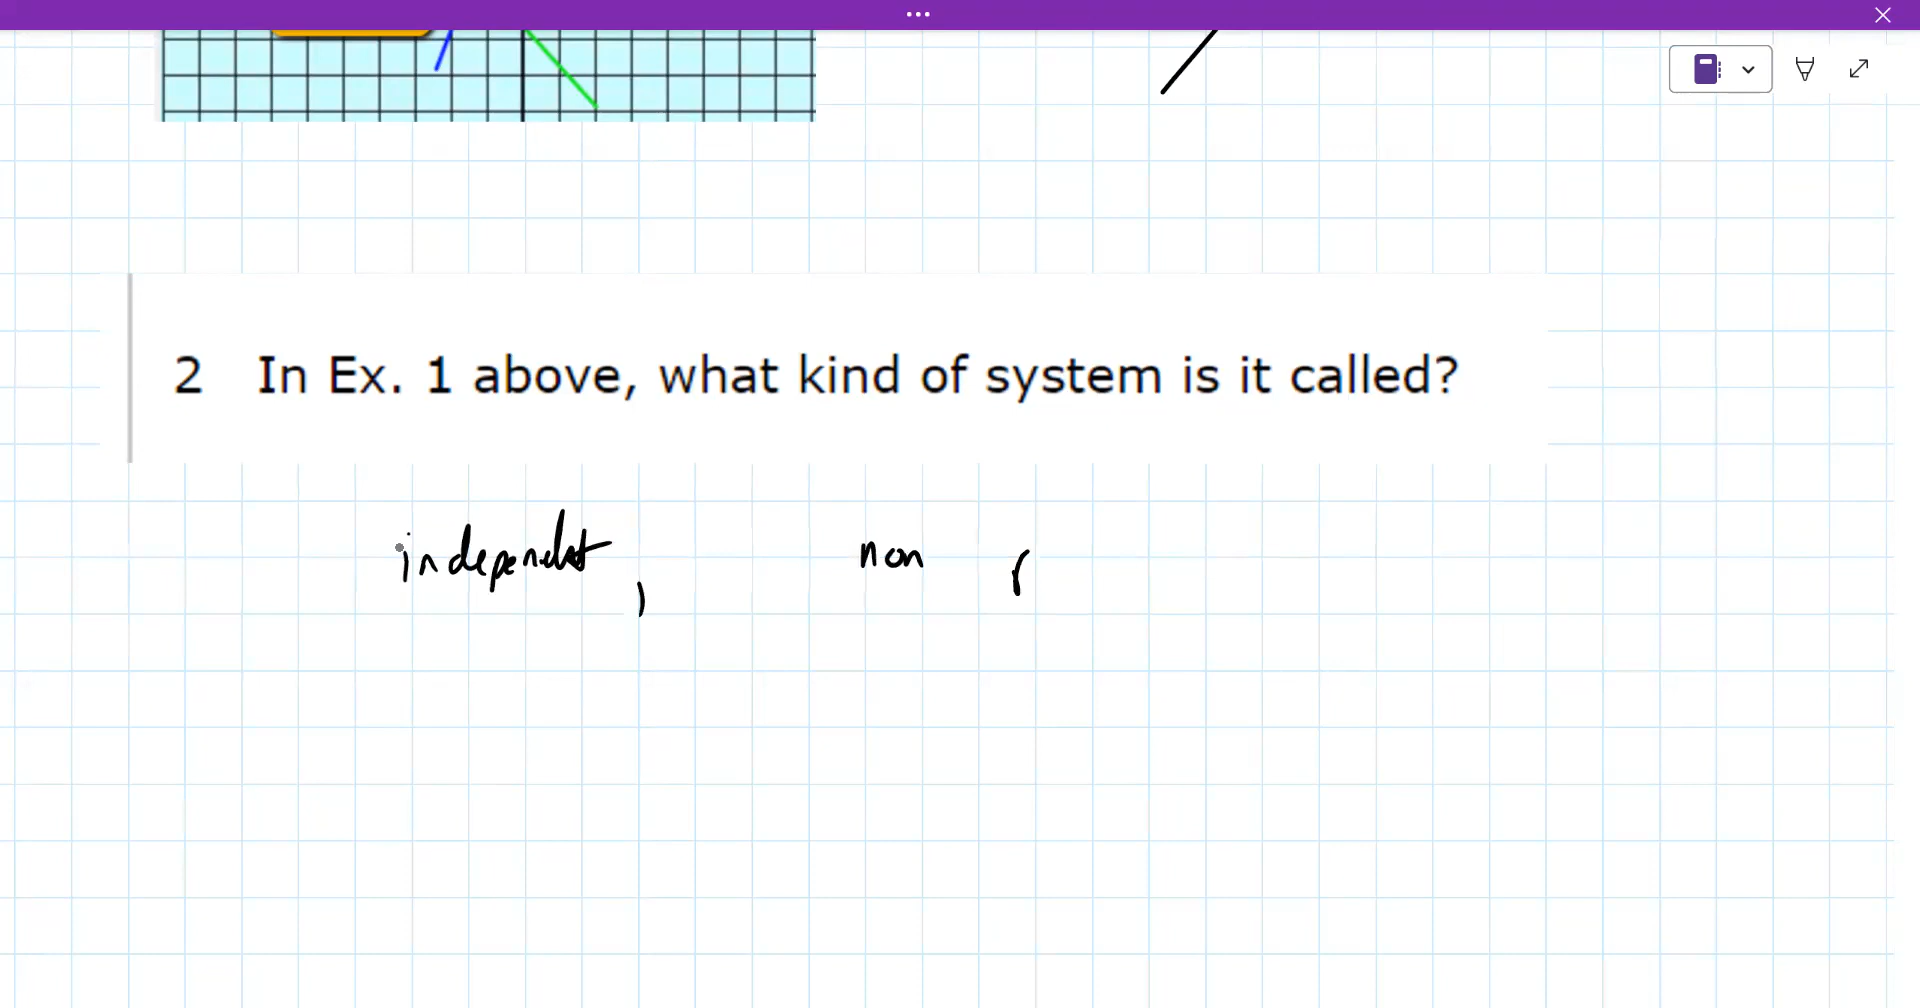 2 In Ex. 1 above, what kind of system is it called?
independent, non r